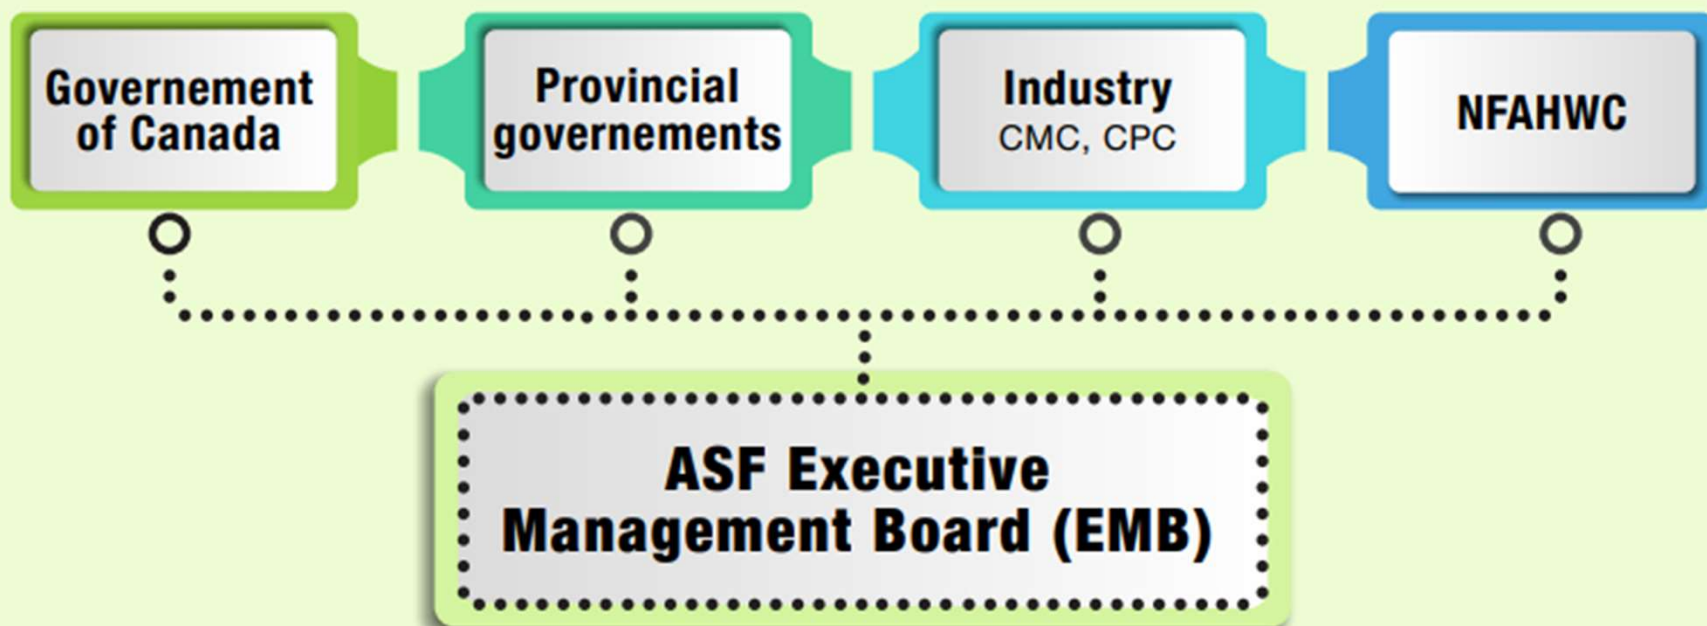 Governement
of Canada
Provincial
governements
Industry
CMC, CPC
NFAHWC
ASF Executive
Management Board (EMB)